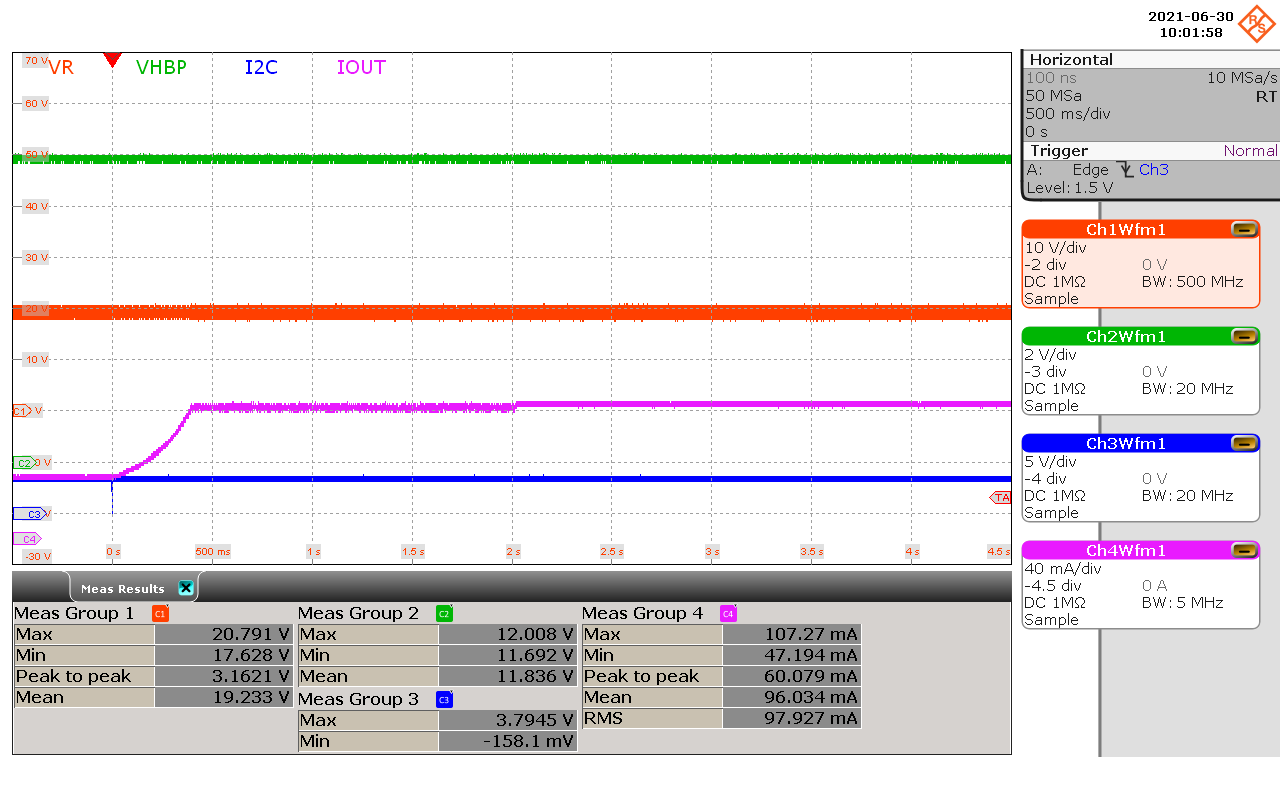 2021-06-30
10:01:58
70 V VR VHBP I2C IOUT
60 V
50 V
40 V
30 V
20 V
10 V
C1 V
C2 0 V
C3 V
TA
C4
-30 V
0 s 500 ms 1 s 1.5 s 2 s 2.5 s 3 s 3.5 s 4 s 4.5 s
Horizontal
100 ns 10 MSa/s
50 MSa RT
500 ms/div
0 s
Trigger Normal
A: Edge Ch3
Level: 1.5 V
Ch1Wfm1
10 V/div
-2 div 0 V
DC 1MΩ BW: 500 MHz
Sample
Ch2Wfm1
2 V/div
-3 div 0 V
DC 1MΩ BW: 20 MHz
Sample
Ch3Wfm1
5 V/div
-4 div 0 V
DC 1MΩ BW: 20 MHz
Sample
Ch4Wfm1
40 mA/div
-4.5 div 0 A
DC 1MΩ BW: 5 MHz
Sample
Meas Results
Meas Group 1 C1
Max 20.791 V
Min 17.628 V
Peak to peak 3.1621 V
Mean 19.233 V
Meas Group 2 C2
Max 12.008 V
Min 11.692 V
Mean 11.836 V
Meas Group 3 C3
Max 3.7945 V
Min -158.1 mV
Meas Group 4 C4
Max 107.27 mA
Min 47.194 mA
Peak to peak 60.079 mA
Mean 96.034 mA
RMS 97.927 mA